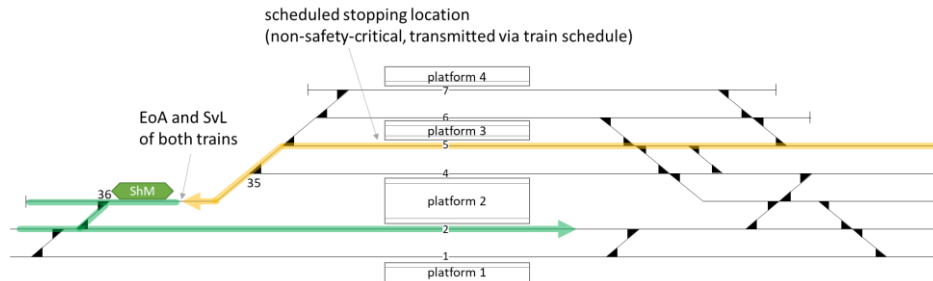 scheduled stopping location
(non-safety-critical, transmitted via train schedule)
EoA and SvL
of both trains
platform 4
7
6
platform 3
5
4
35
36
ShM
platform 2
2
1
platform 1